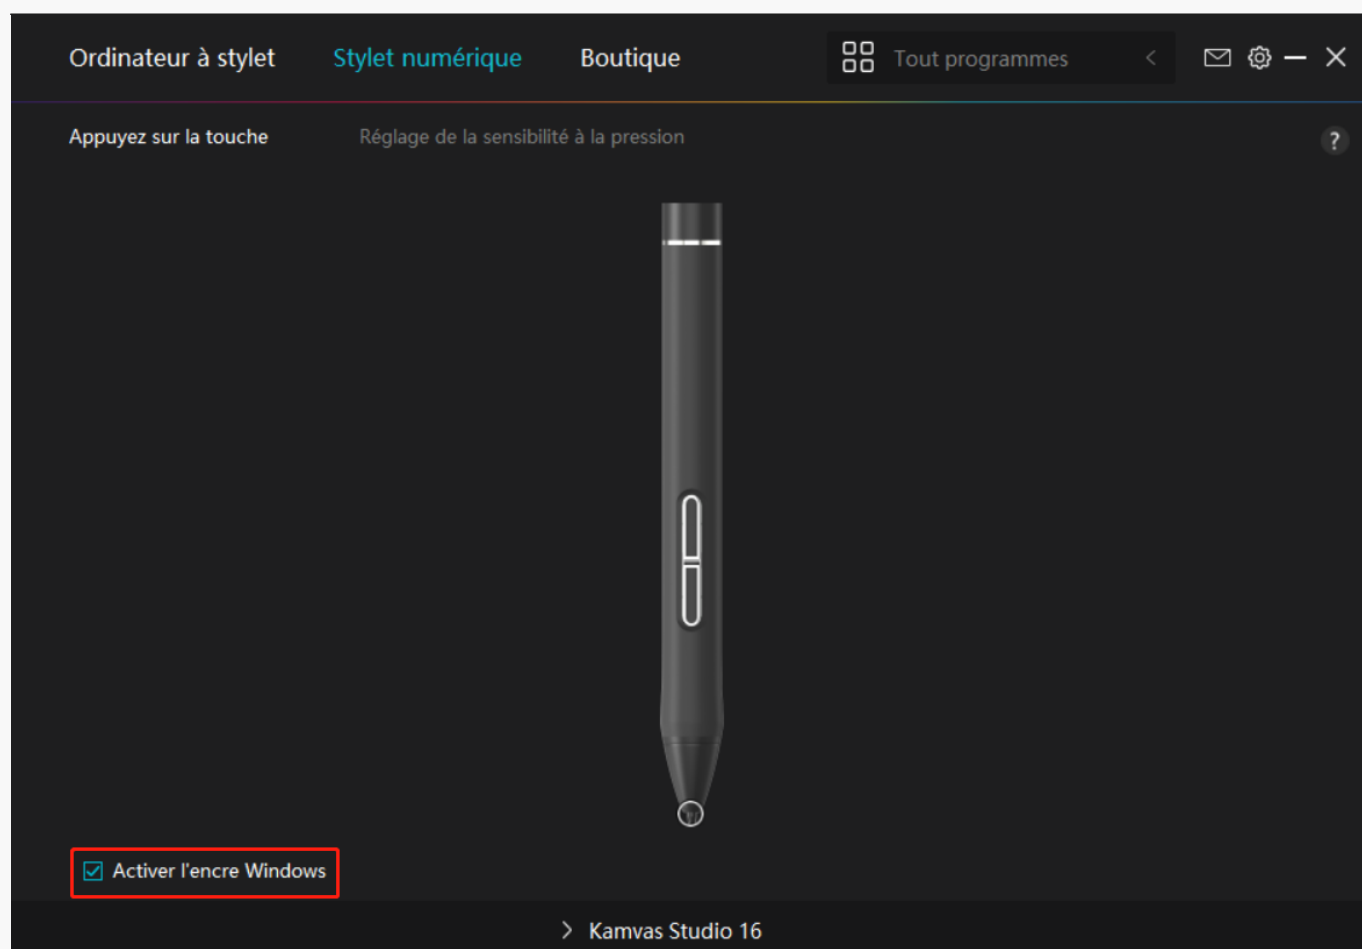 Ordinateur à stylet Stylet numérique Boutique Tout programmes
Appuyez sur la touche Réglage de la sensibilité à la pression ?
Activer l'encre Windows
Kamvas Studio 16